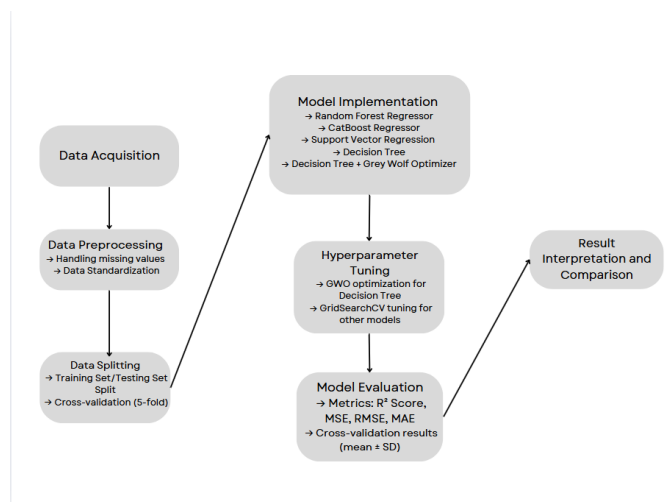 Data Acquisition
Data Preprocessing
→ Handling missing values
→ Data Standardization
Data Splitting
→ Training Set/Testing Set
Split
→ Cross-validation (5-fold)
Model Implementation
→ Random Forest Regressor
→ CatBoost Regressor
→ Support Vector Regression
→ Decision Tree
→ Decision Tree + Grey Wolf Optimizer
Hyperparameter
Tuning
→ GWO optimization for
Decision Tree
→ GridSearchCV tuning for
other models
Model Evaluation
→ Metrics: R² Score,
MSE, RMSE, MAE
→ Cross-validation results
(mean ± SD)
Result
Interpretation and
Comparison